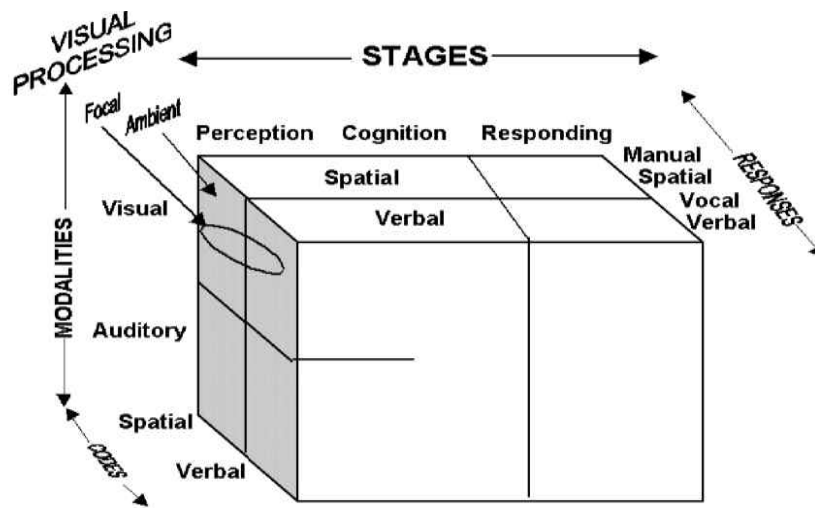 VISUAL
PROCESSING
STAGES
Focal
Ambient
Perception Cognition Responding
Spatial
Manual
Spatial
Vocal
Verbal
RESPONSES
Visual
Verbal
MODALITIES
Auditory
Spatial
Verbal
CODES